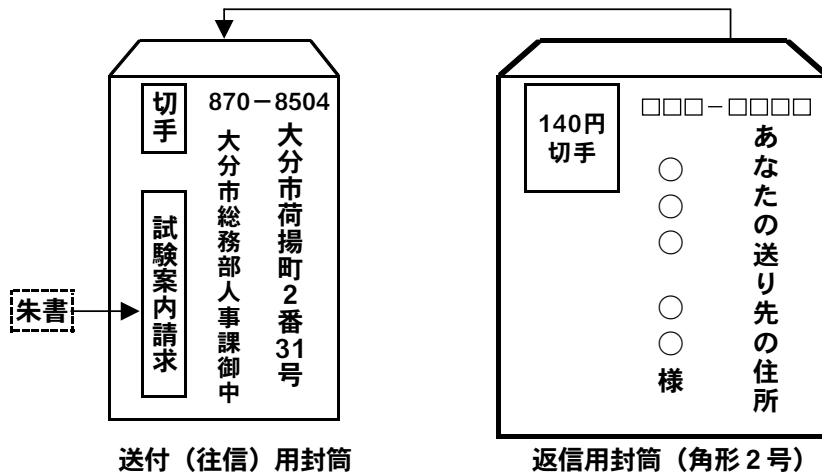 切手
870－8504
大分市荷揚町2番31号
大分市総務部人事課御中
試験案内請求
朱書
送付（往信）用封筒
140円
切手
□□□－□□□□
あなたの送り先の住所
○○○　○○様
返信用封筒（角形２号）